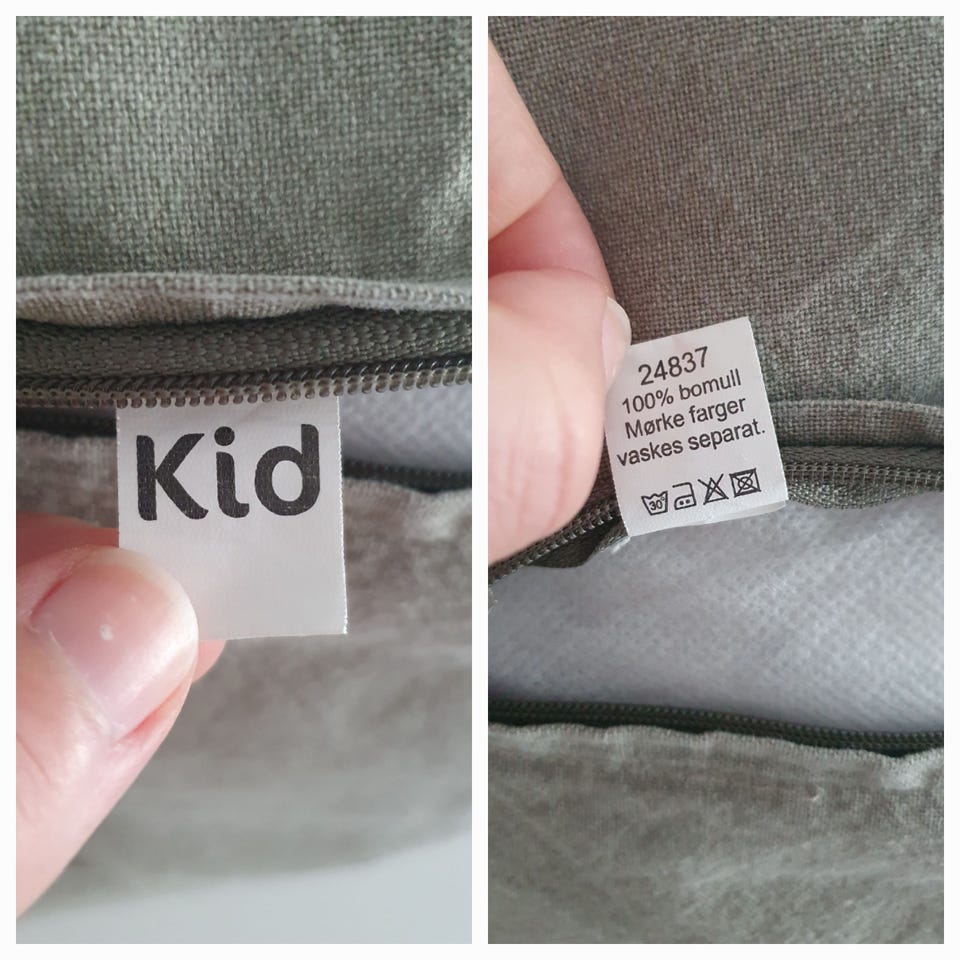 Kid
24837
100% bomull
Mørke farger
vaskes separat.
30°